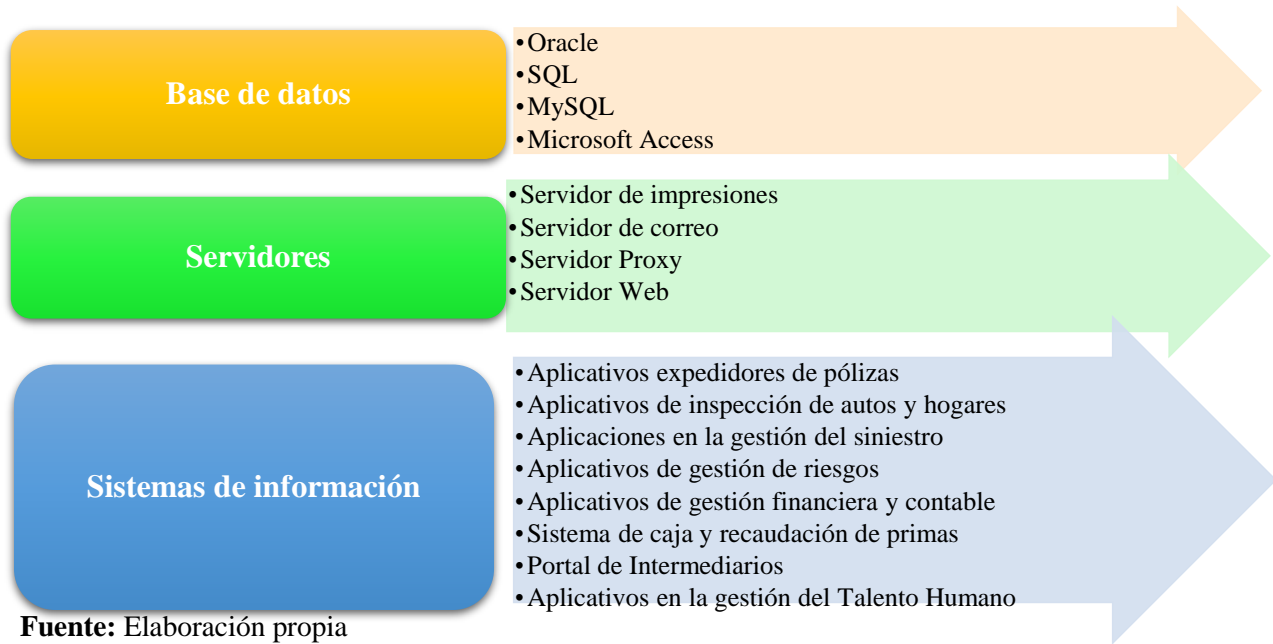 Base de datos
•Oracle
•SQL
•MySQL
•Microsoft Access
Servidores
•Servidor de impresiones
•Servidor de correo
•Servidor Proxy
•Servidor Web
Sistemas de información
•Aplicativos expedidores de pólizas
•Aplicativos de inspección de autos y hogares
•Aplicaciones en la gestión del siniestro
•Aplicativos de gestión de riesgos
•Aplicativos de gestión financiera y contable
•Sistema de caja y recaudación de primas
•Portal de Intermediarios
•Aplicativos en la gestión del Talento Humano
Fuente: Elaboración propia